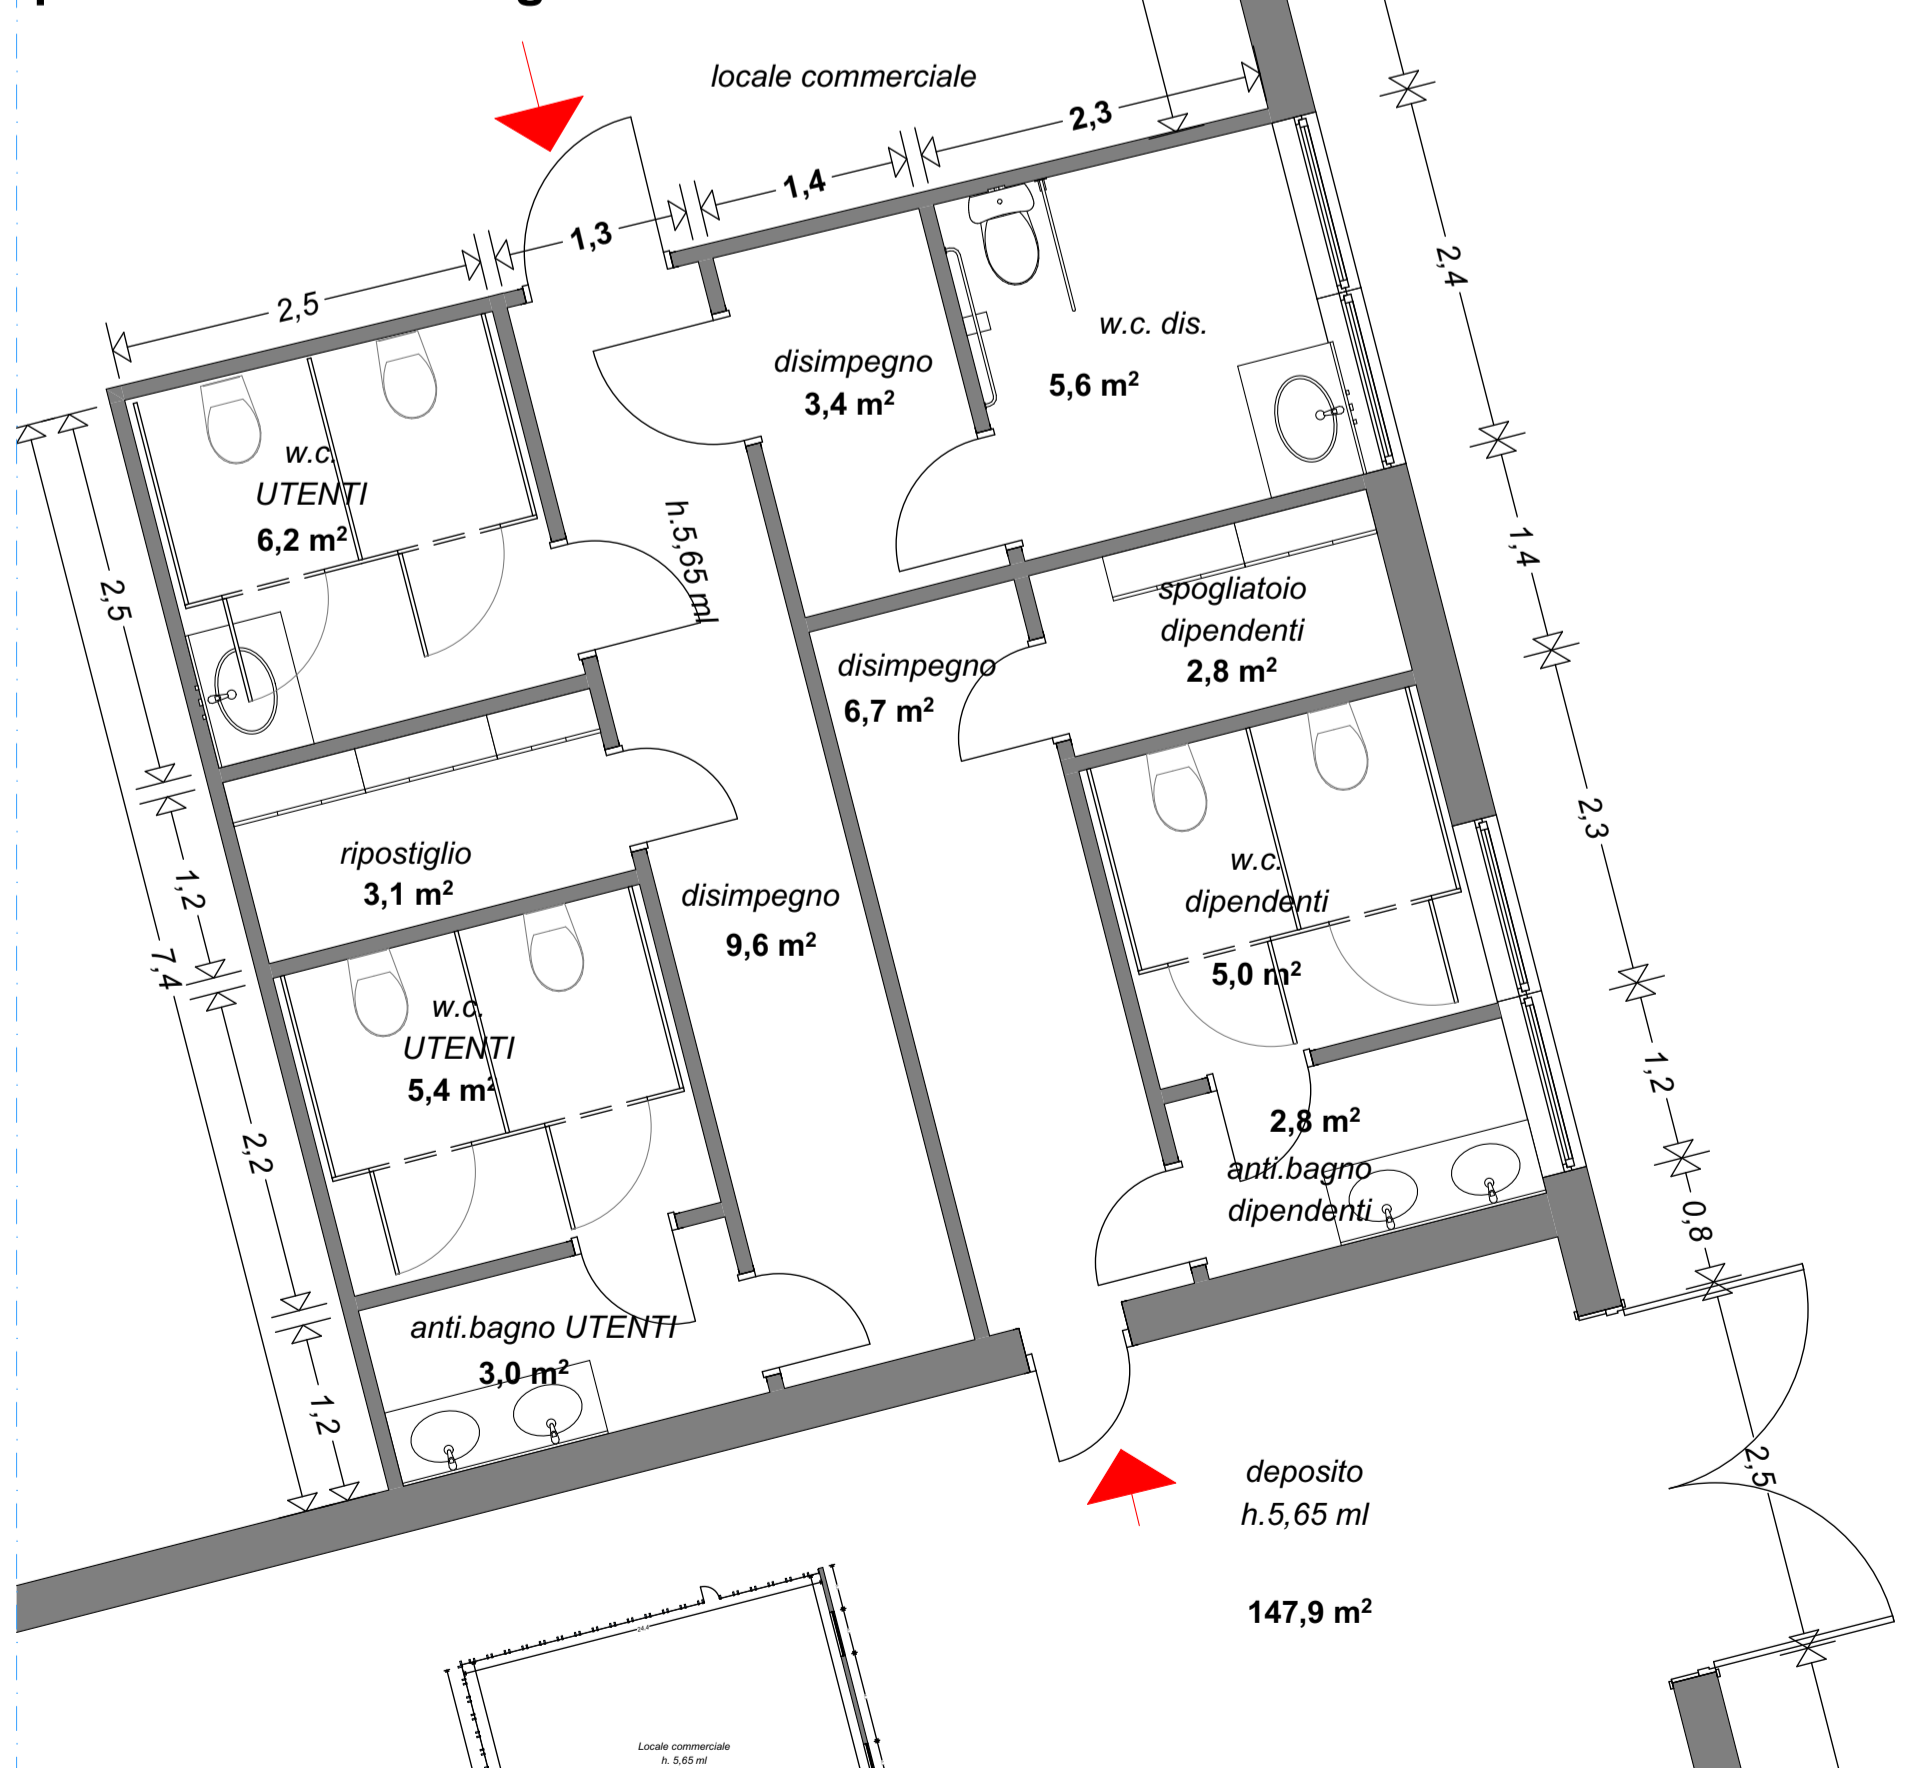 locale commerciale
2,3
1,4
1,3
2,5
2,4
w.c. dis.
5,6 m²
disimpegno
3,4 m²
w.c.
UTENTI
6,2 m²
h.5,65 ml
1,4
2,5
spogliatoio
dipendenti
2,8 m²
disimpegno
6,7 m²
2,3
ripostiglio
3,1 m²
1,2
disimpegno
9,6 m²
w.c.
dipendenti
5,0 m²
7,4
w.c.
UTENTI
5,4 m²
1,2
2,2
2,8 m²
anti.bagno
dipendenti
0,8
anti.bagno UTENTI
3,0 m²
1,2
2,5
deposito
h.5,65 ml
147,9 m²
24,4
Locale commerciale
h. 5,65 ml